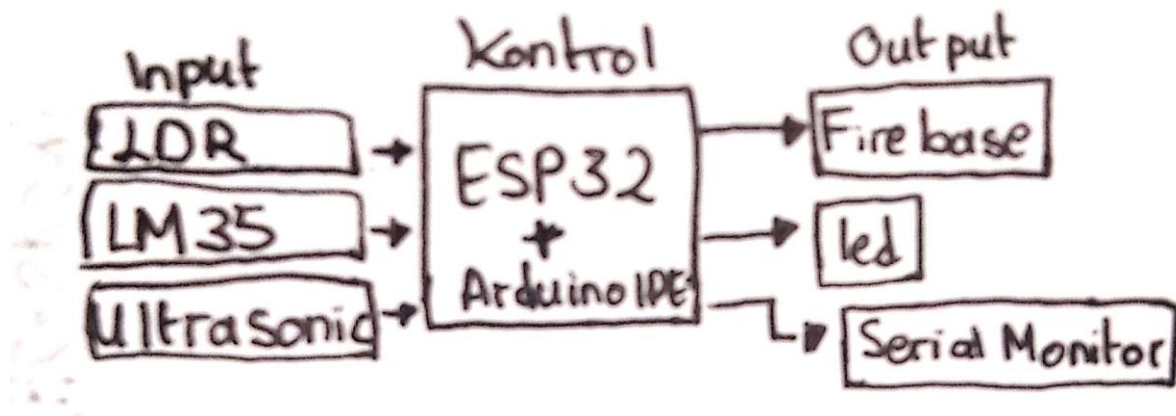 Input
LDR
LM35
Ultrasonic
Kontrol
ESP32
+
Arduino IDE
Output
Firebase
led
Serial Monitor